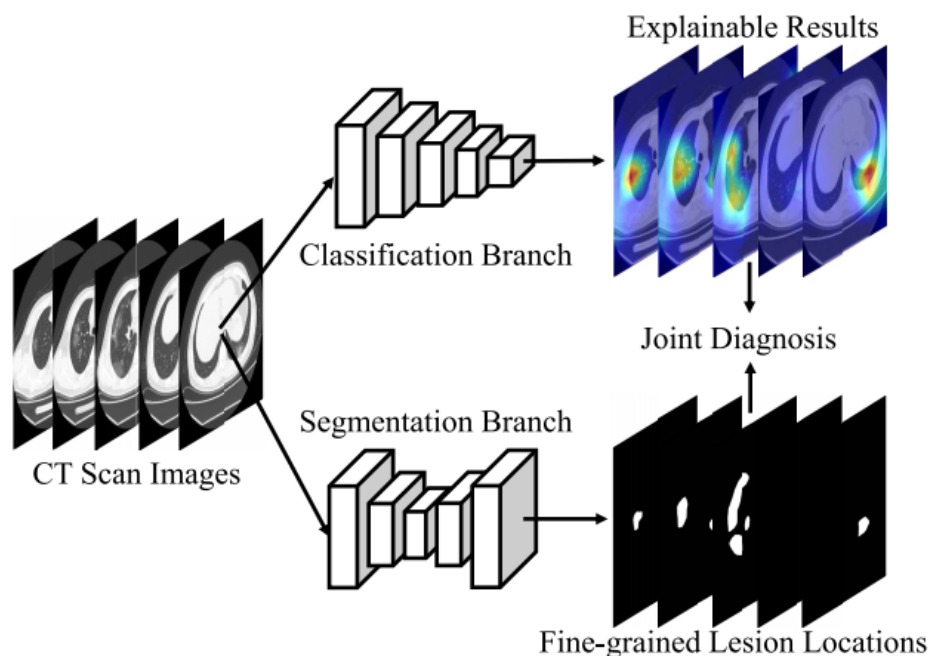 Explainable Results
Classification Branch
Joint Diagnosis
Segmentation Branch
CT Scan Images
Fine-grained Lesion Locations